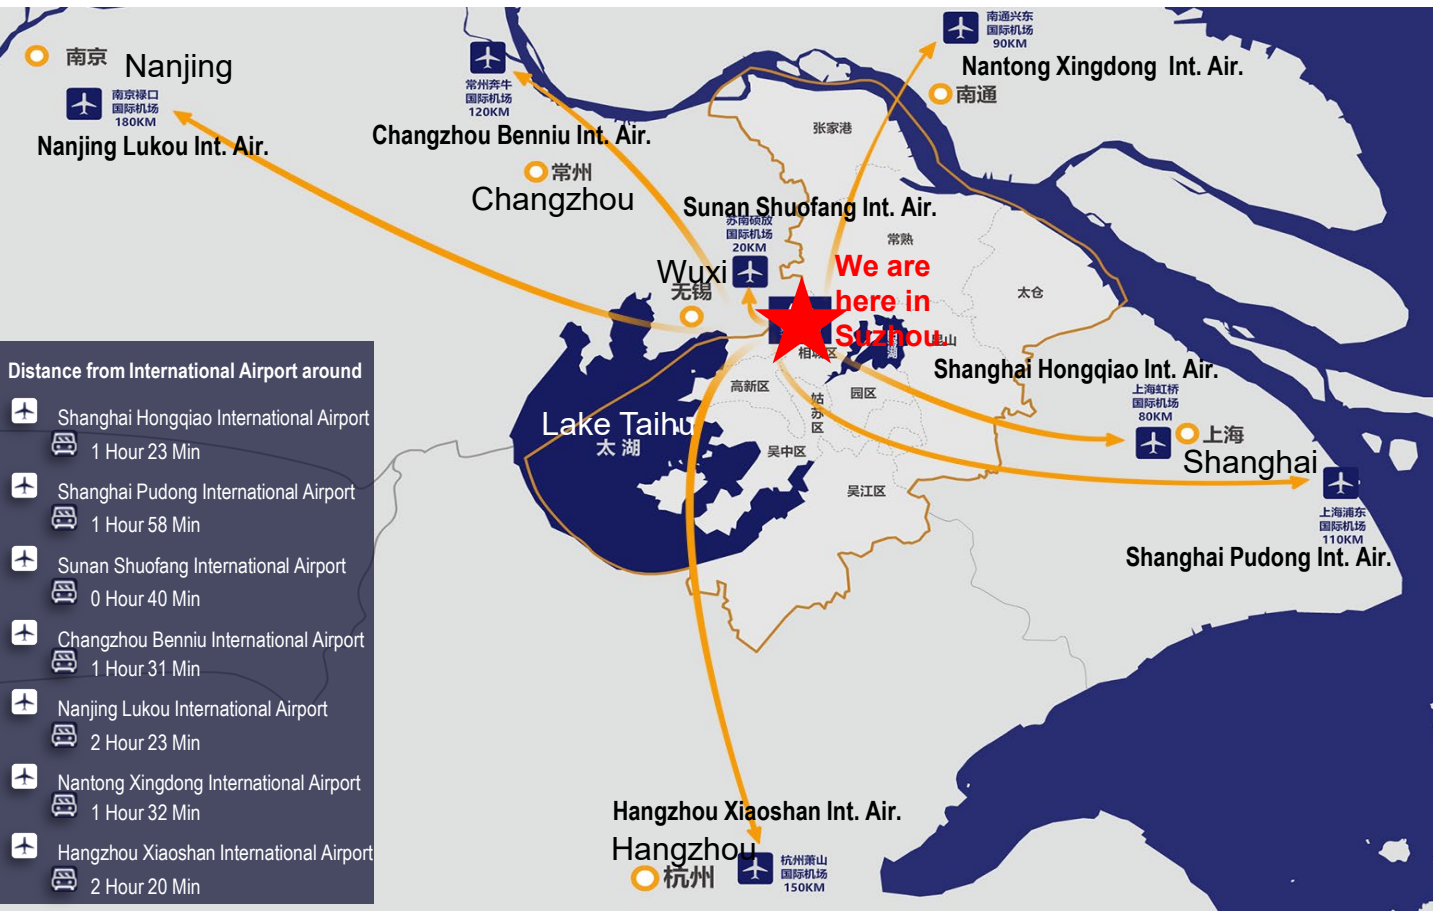 南京
Nanjing
南京禄口
国际机场
180KM
Nanjing Lukou Int. Air.
常州奔牛
国际机场
120KM
Changzhou Benniu Int. Air.
常州
Changzhou
南通兴东
国际机场
90KM
Nantong Xingdong Int. Air.
南通
张家港
Sunan Shuofang Int. Air.
苏南硕放
国际机场
20KM
Wuxi
无锡
常熟
太仓
We are
here in
Suzhou
昆山
相城区
高新区
姑
苏
区
园区
吴中区
吴江区
Lake Taihu
太湖
Shanghai Hongqiao Int. Air.
上海虹桥
国际机场
80KM
上海
Shanghai
上海浦东
国际机场
110KM
Shanghai Pudong Int. Air.
Hangzhou Xiaoshan Int. Air.
Hangzhou
杭州
杭州萧山
国际机场
150KM
Distance from International Airport around
Shanghai Hongqiao International Airport
1 Hour 23 Min
Shanghai Pudong International Airport
1 Hour 58 Min
Sunan Shuofang International Airport
0 Hour 40 Min
Changzhou Benniu International Airport
1 Hour 31 Min
Nanjing Lukou International Airport
2 Hour 23 Min
Nantong Xingdong International Airport
1 Hour 32 Min
Hangzhou Xiaoshan International Airport
2 Hour 20 Min